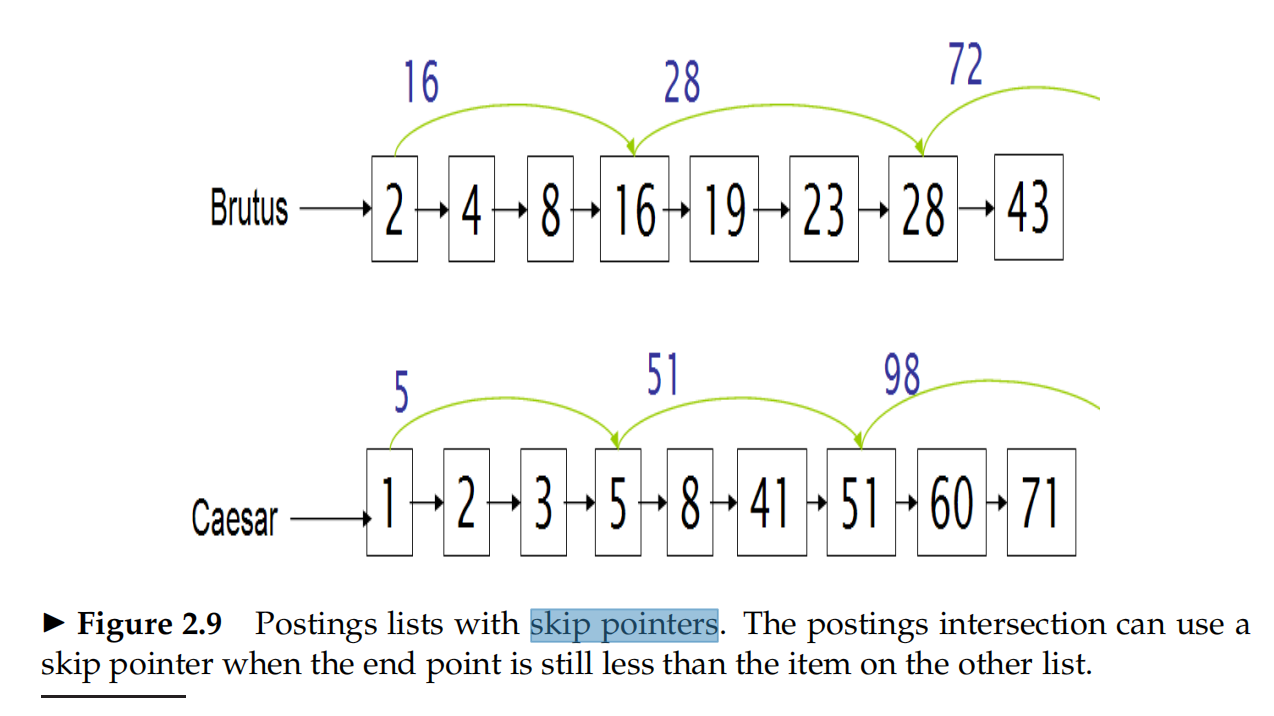 16 28 72
Brutus 2 4 8 16 19 23 28 43
5 51 98
Caesar 1 2 3 5 8 41 51 60 71
► Figure 2.9 Postings lists with skip pointers. The postings intersection can use a
skip pointer when the end point is still less than the item on the other list.